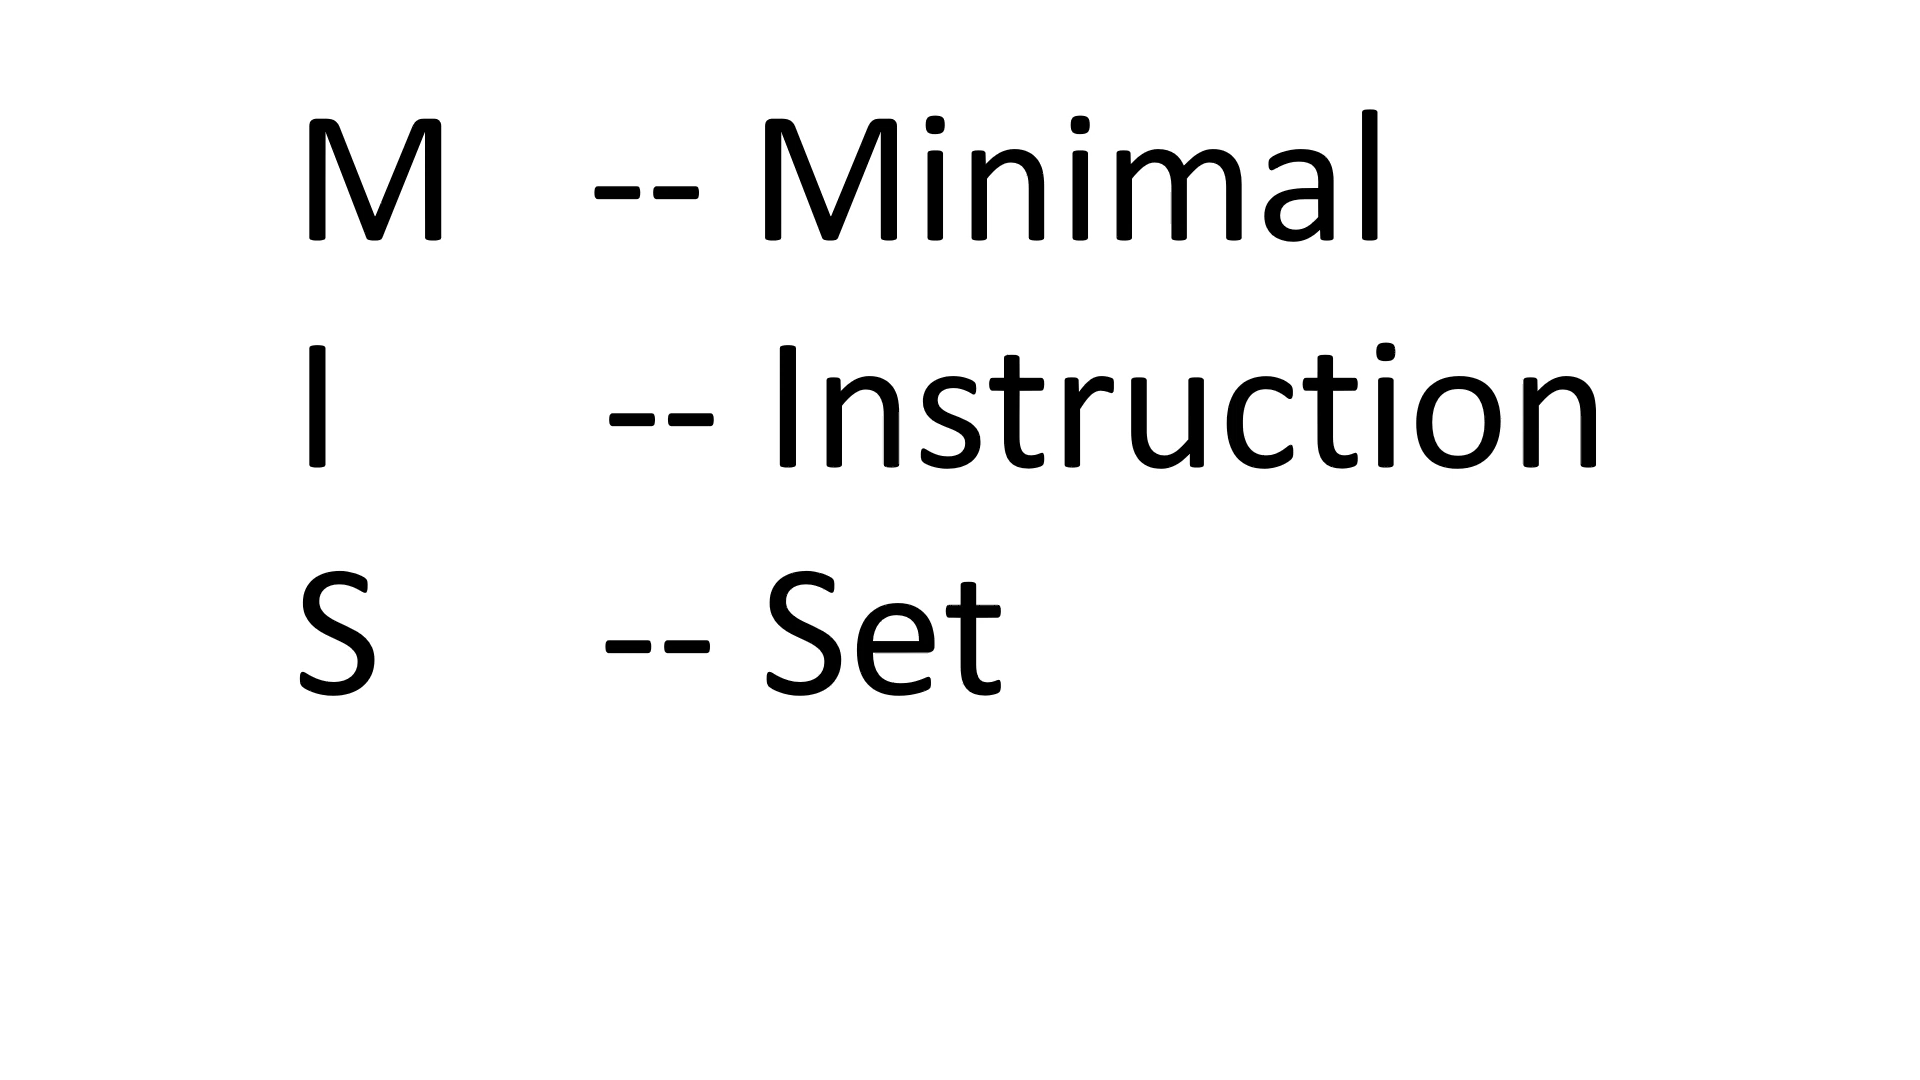 M -- Minimal
I -- Instruction
S -- Set